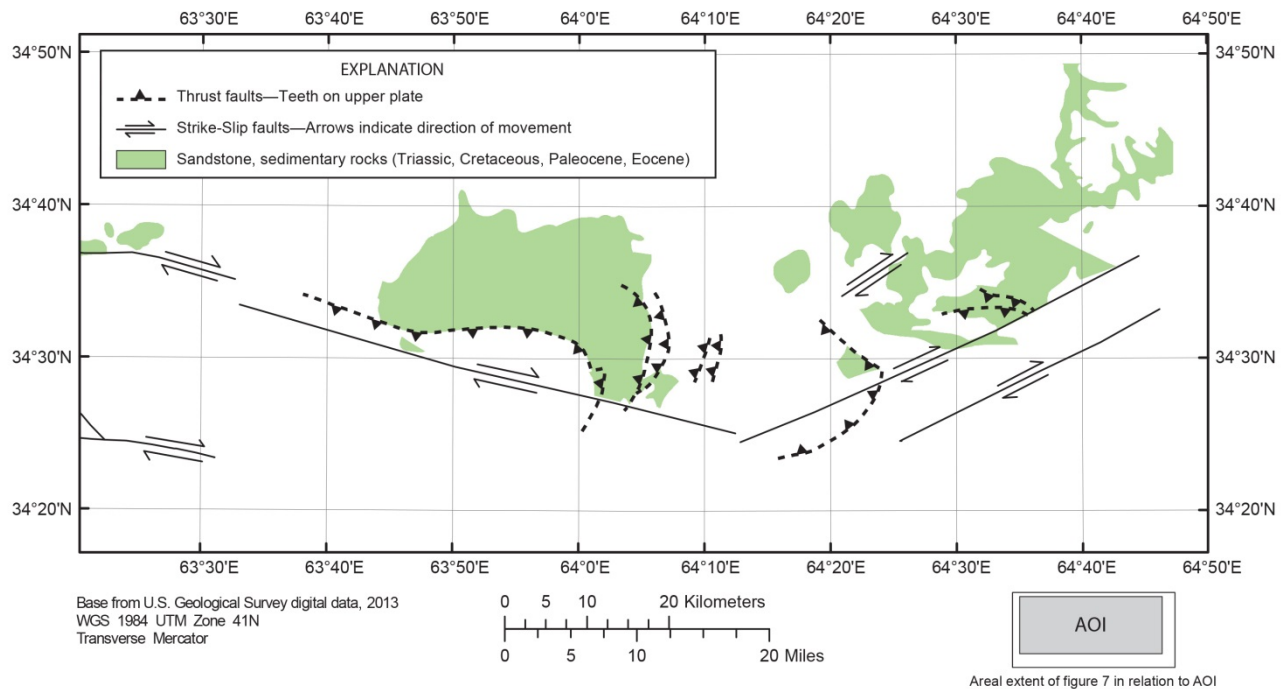 63°30'E 63°40'E 63°50'E 64°0'E 64°10'E 64°20'E 64°30'E 64°40'E 64°50'E
34°50'N 34°50'N
EXPLANATION
Thrust faults—Teeth on upper plate
Strike-Slip faults—Arrows indicate direction of movement
Sandstone, sedimentary rocks (Triassic, Cretaceous, Paleocene, Eocene)
34°40'N 34°40'N
34°30'N 34°30'N
34°20'N 34°20'N
63°30'E 63°40'E 63°50'E 64°0'E 64°10'E 64°20'E 64°30'E 64°40'E 64°50'E
Base from U.S. Geological Survey digital data, 2013
WGS 1984 UTM Zone 41N
Transverse Mercator
0 5 10 20 Kilometers
0 5 10 20 Miles
AOI
Areal extent of figure 7 in relation to AOI